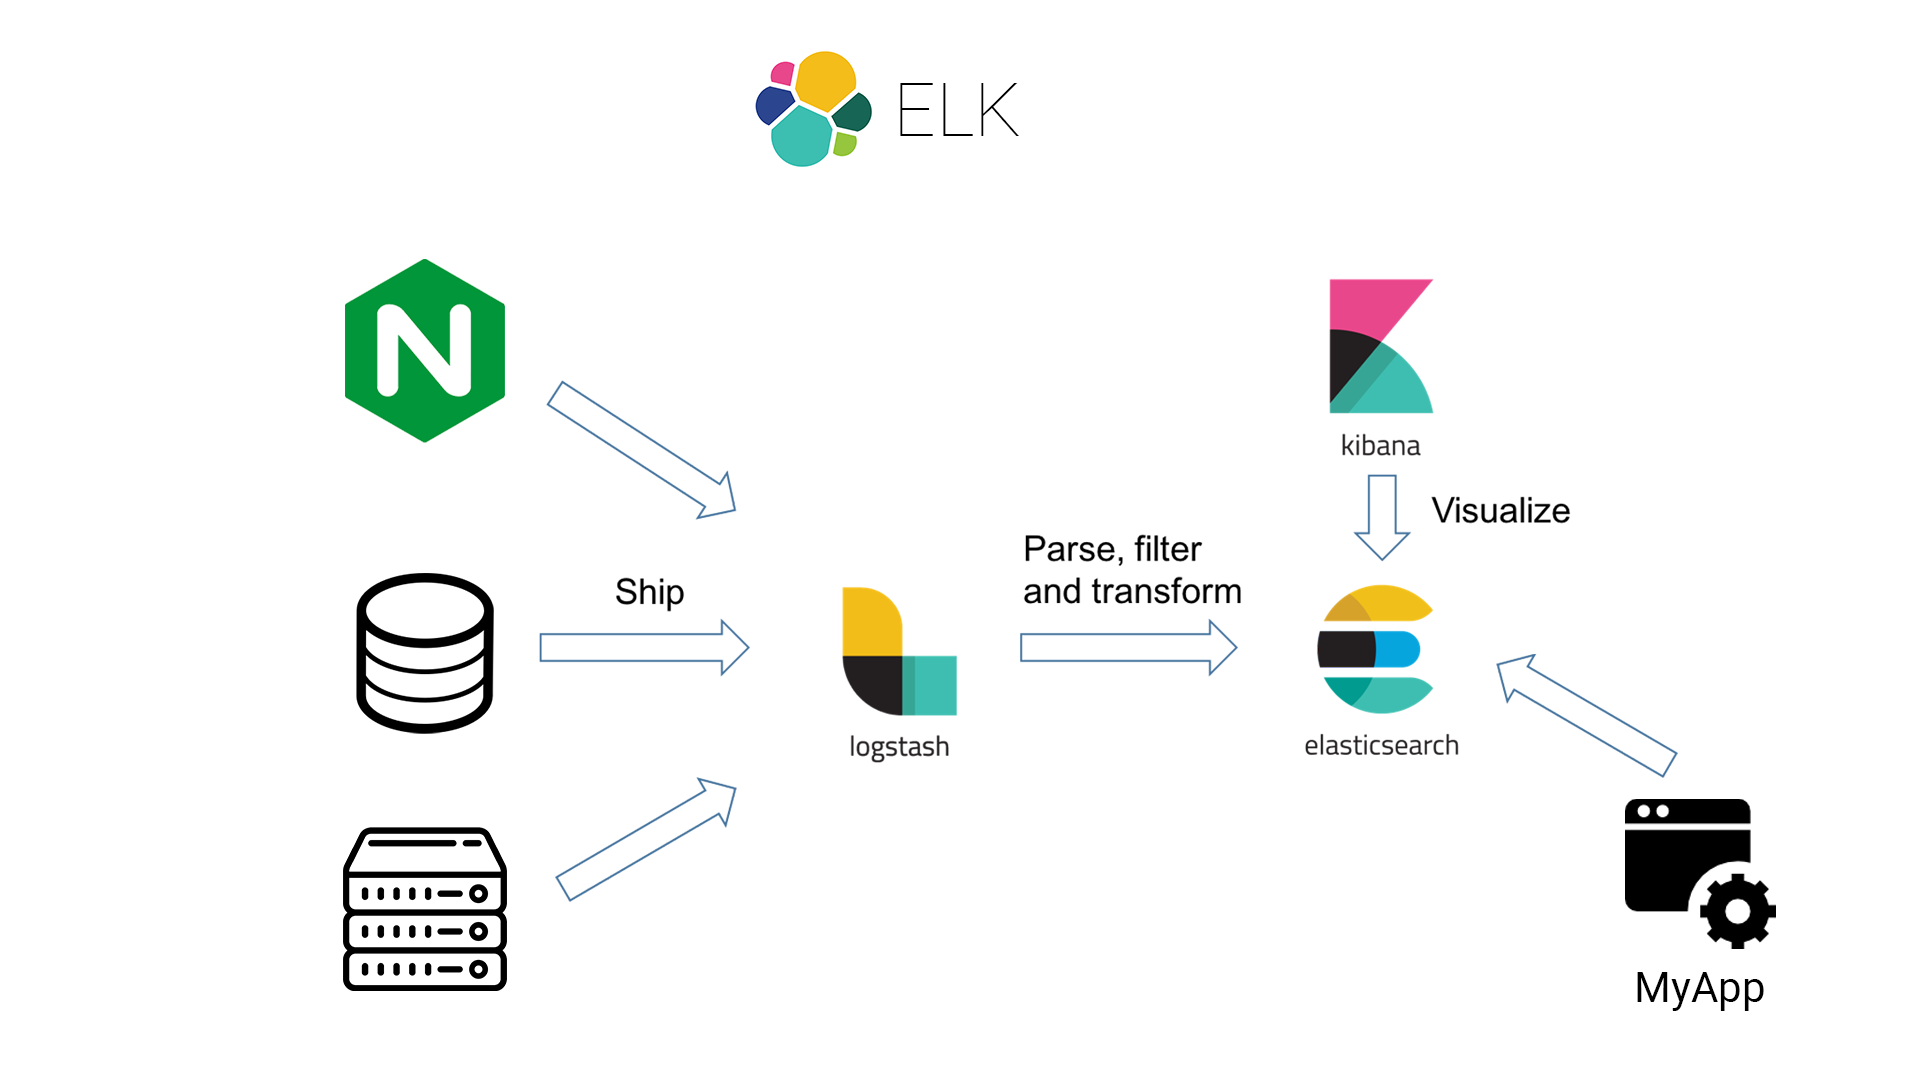 ELK
N
kibana
Visualize
Parse, filter
and transform
Ship
logstash
elasticsearch
MyApp